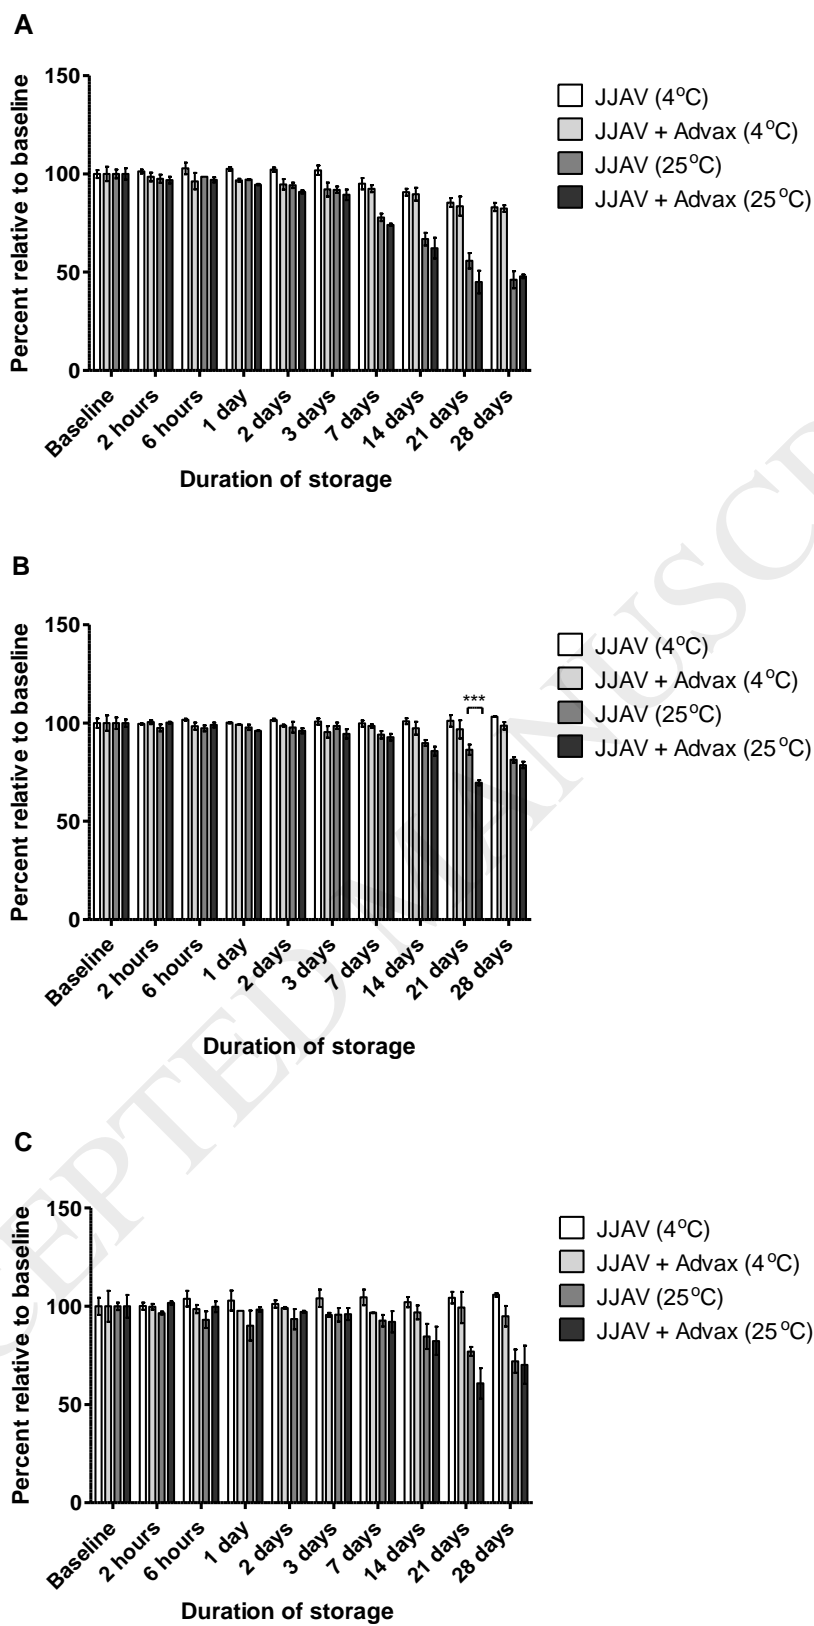 A
150
100
50
0
Percent relative to baseline
Baseline
2 hours
6 hours
1 day
2 days
3 days
7 days
14 days
21 days
28 days
Duration of storage
JJAV (4°C)
JJAV + Advax (4°C)
JJAV (25°C)
JJAV + Advax (25°C)
B
150
100
50
0
Percent relative to baseline
***
Baseline
2 hours
6 hours
1 day
2 days
3 days
7 days
14 days
21 days
28 days
Duration of storage
JJAV (4°C)
JJAV + Advax (4°C)
JJAV (25°C)
JJAV + Advax (25°C)
C
150
100
50
0
Percent relative to baseline
Baseline
2 hours
6 hours
1 day
2 days
3 days
7 days
14 days
21 days
28 days
Duration of storage
JJAV (4°C)
JJAV + Advax (4°C)
JJAV (25°C)
JJAV + Advax (25°C)
CEPTED MANUSCR